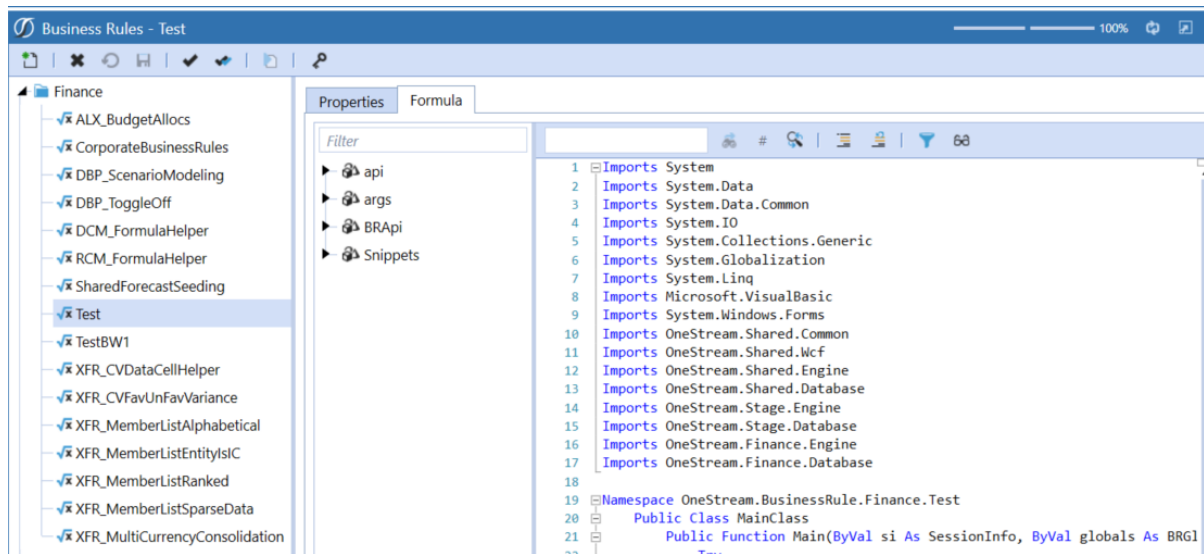 Business Rules - Test
100%
Finance
ALX_BudgetAllocs
CorporateBusinessRules
DBP_ScenarioModeling
DBP_ToggleOff
DCM_FormulaHelper
RCM_FormulaHelper
SharedForecastSeeding
Test
TestBW1
XFR_CVDataCellHelper
XFR_CVFavUnFavVariance
XFR_MemberListAlphabetical
XFR_MemberListEntityIsIC
XFR_MemberListRanked
XFR_MemberListSparseData
XFR_MultiCurrencyConsolidation
Properties Formula
Filter
api
args
BRApi
Snippets
#
1 Imports System
2 Imports System.Data
3 Imports System.Data.Common
4 Imports System.IO
5 Imports System.Collections.Generic
6 Imports System.Globalization
7 Imports System.Linq
8 Imports Microsoft.VisualBasic
9 Imports System.Windows.Forms
10 Imports OneStream.Shared.Common
11 Imports OneStream.Shared.Wcf
12 Imports OneStream.Shared.Engine
13 Imports OneStream.Shared.Database
14 Imports OneStream.Stage.Engine
15 Imports OneStream.Stage.Database
16 Imports OneStream.Finance.Engine
17 Imports OneStream.Finance.Database
18
19 Namespace OneStream.BusinessRule.Finance.Test
20 Public Class MainClass
21 Public Function Main(ByVal si As SessionInfo, ByVal globals As BRGl